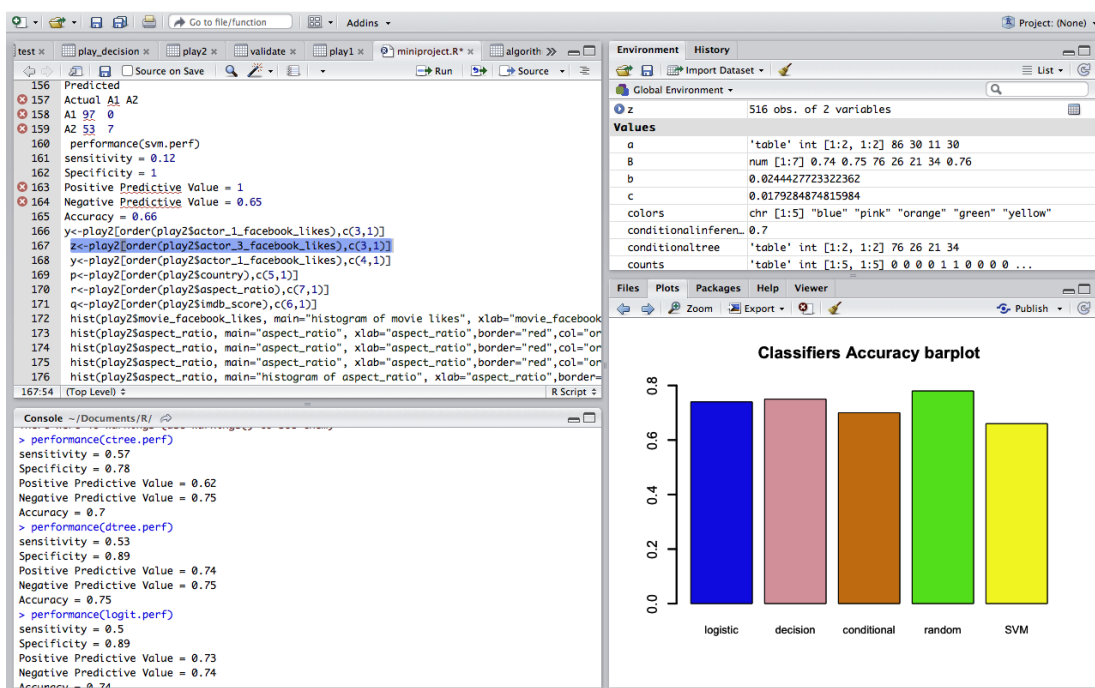 Go to file/function
Addins
Project: (None)
test
play_decision
play2
validate
play1
miniproject.R*
algorith
Source on Save
Run
Source
156 Predicted
157 Actual A1 A2
158 A1 97 0
159 A2 53 7
160 performance(svm.perf)
161 sensitivity = 0.12
162 Specificity = 1
163 Positive Predictive Value = 1
164 Negative Predictive Value = 0.65
165 Accuracy = 0.66
166 y<-play2[order(play2$actor_1_facebook_likes),c(3,1)]
167 z<-play2[order(play2$actor_3_facebook_likes),c(3,1)]
168 y<-play2[order(play2$actor_1_facebook_likes),c(4,1)]
169 p<-play2[order(play2$country),c(5,1)]
170 r<-play2[order(play2$aspect_ratio),c(7,1)]
171 q<-play2[order(play2$imdb_score),c(6,1)]
172 hist(play2$movie_facebook_likes, main="histogram of movie likes", xlab="movie_facebook
173 hist(play2$aspect_ratio, main="aspect_ratio", xlab="aspect_ratio",border="red",col="or
174 hist(play2$aspect_ratio, main="aspect_ratio", xlab="aspect_ratio",border="red",col="or
175 hist(play2$aspect_ratio, main="aspect_ratio", xlab="aspect_ratio",border="red",col="or
176 hist(play2$aspect_ratio, main="histogram of aspect_ratio", xlab="aspect_ratio",border=
167:54 (Top Level) R Script
Console ~/Documents/R/
> performance(ctree.perf)
sensitivity = 0.57
Specificity = 0.78
Positive Predictive Value = 0.62
Negative Predictive Value = 0.75
Accuracy = 0.7
> performance(dtree.perf)
sensitivity = 0.53
Specificity = 0.89
Positive Predictive Value = 0.74
Negative Predictive Value = 0.75
Accuracy = 0.75
> performance(logit.perf)
sensitivity = 0.5
Specificity = 0.89
Positive Predictive Value = 0.73
Negative Predictive Value = 0.74
Accuracy = 0.74
Environment History
Import Dataset
List
Global Environment
z 516 obs. of 2 variables
Values
a 'table' int [1:2, 1:2] 86 30 11 30
B num [1:7] 0.74 0.75 76 26 21 34 0.76
b 0.0244427723322362
c 0.0179284874815984
colors chr [1:5] "blue" "pink" "orange" "green" "yellow"
conditionalinferen… 0.7
conditionaltree 'table' int [1:2, 1:2] 76 26 21 34
counts 'table' int [1:5, 1:5] 0 0 0 0 1 1 0 0 0 0 ...
Files Plots Packages Help Viewer
Zoom Export Publish
Classifiers Accuracy barplot
0.8
0.6
0.4
0.2
0.0
logistic decision conditional random SVM